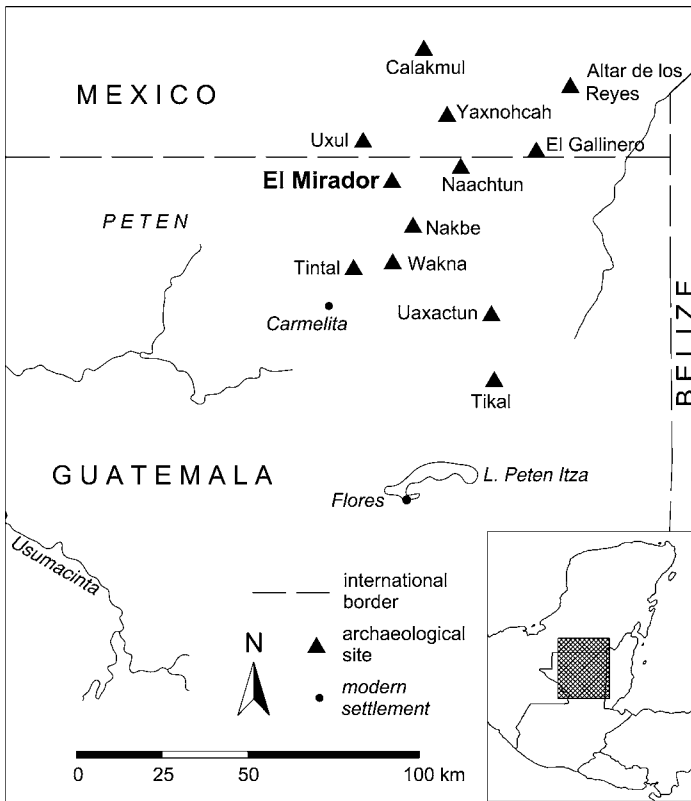 Calakmul
Altar de los
Reyes
MEXICO
Yaxnohcah
Uxul
El Gallinero
El Mirador
Naachtun
PETEN
Nakbe
Tintal
Wakna
BELIZE
Carmelita
Uaxactun
Tikal
GUATEMALA
L. Peten Itza
Flores
Usumacinta
international
border
N
archaeological
site
modern
settlement
0 25 50 100 km